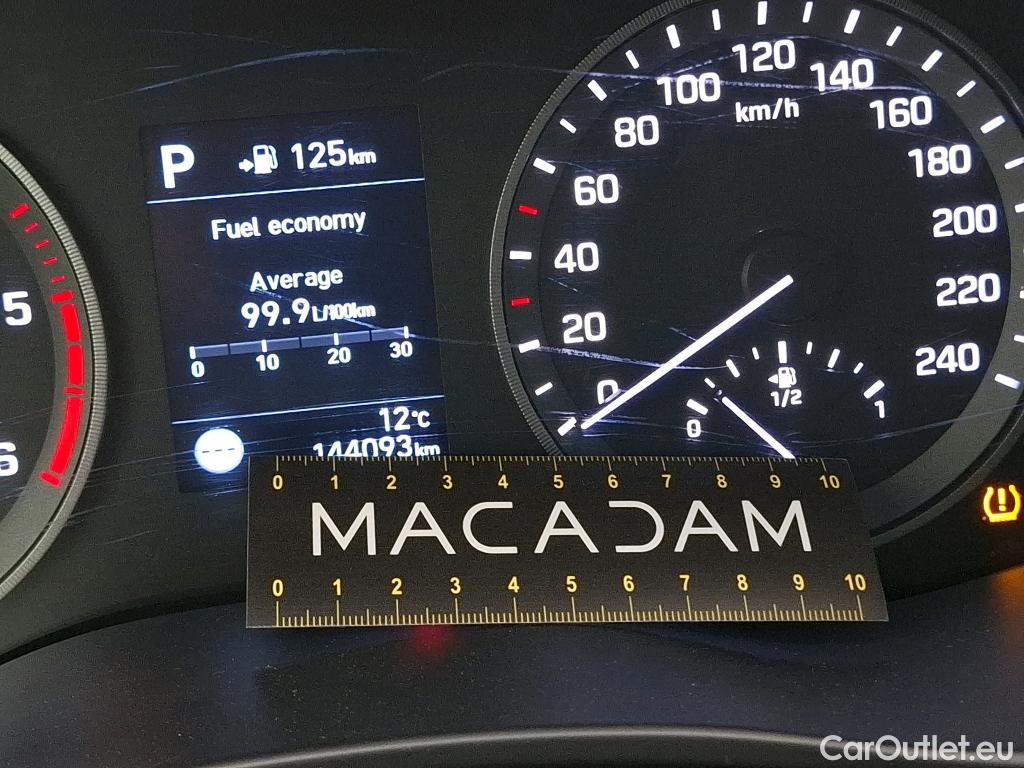 P 125km
Fuel economy
Average
99.9L/100km
0 10 20 30
12°C
144093km
5
6
0 20 40 60 80 100 120 140 160 180 200 220 240
km/h
0 1/2 1
0 1 2 3 4 5 6 7 8 9 10
MACADAM
0 1 2 3 4 5 6 7 8 9 10
CarOutlet.eu